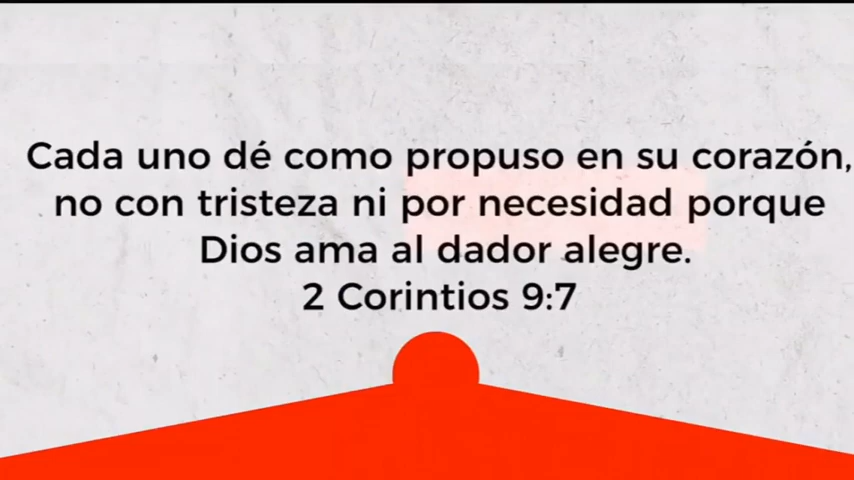 Cada uno dé como propuso en su corazón,
no con tristeza ni por necesidad porque
Dios ama al dador alegre.
2 Corintios 9:7